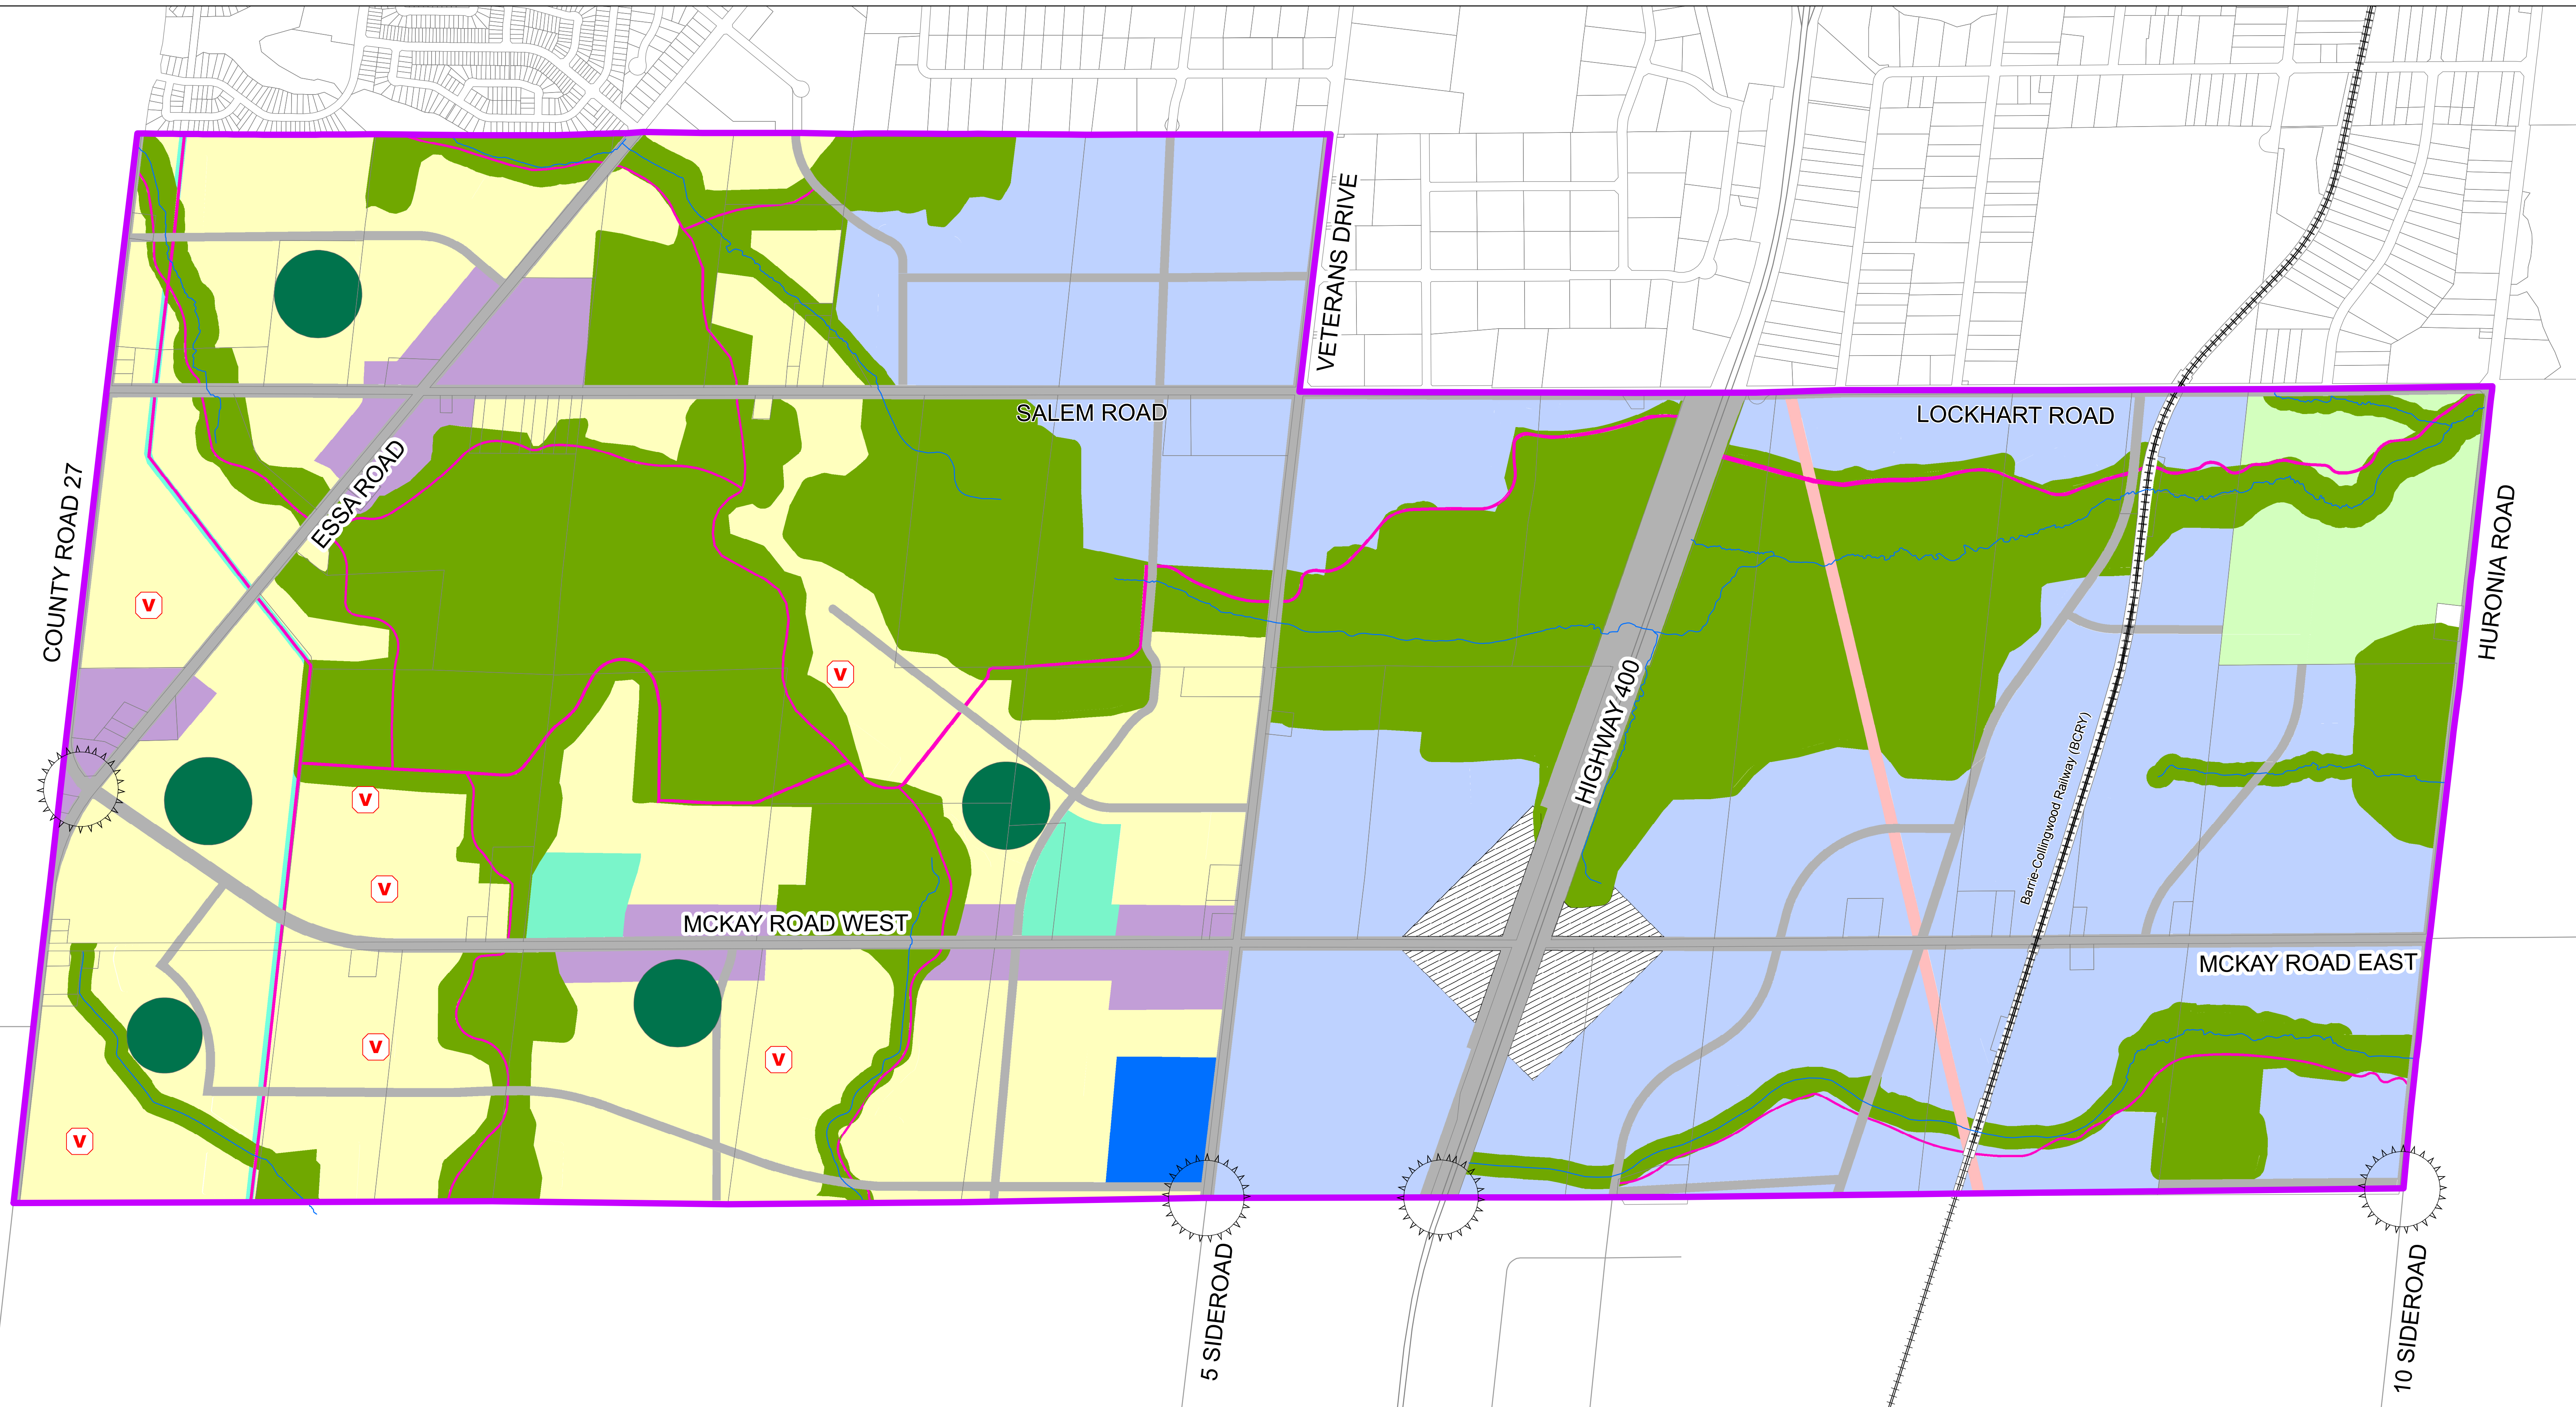 VETERANS DRIVE
SALEM ROAD
LOCKHART ROAD
COUNTY ROAD 27
ESSA ROAD
HURONIA ROAD
V
V
HIGHWAY 400
Barrie-Collingwood Railway (BCRY)
V
V
MCKAY ROAD WEST
MCKAY ROAD EAST
V
V
V
5 SIDEROAD
10 SIDEROAD